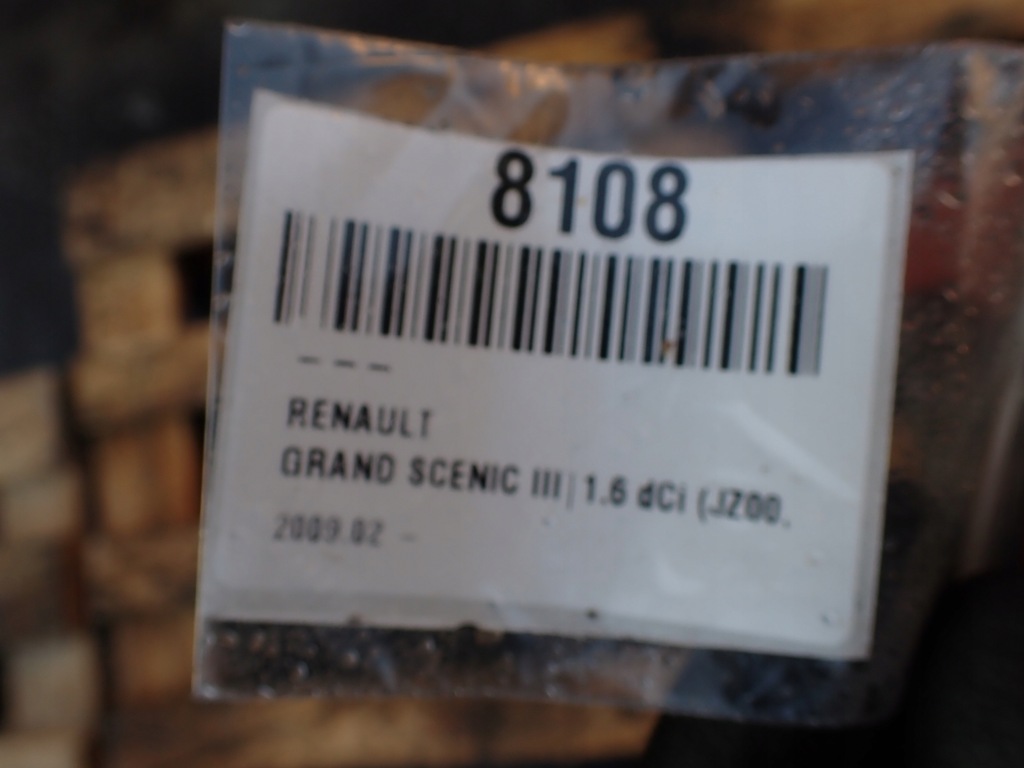 8108
– – –
RENAULT
GRAND SCENIC III | 1.6 dCi (JZ00,
2009.02 -